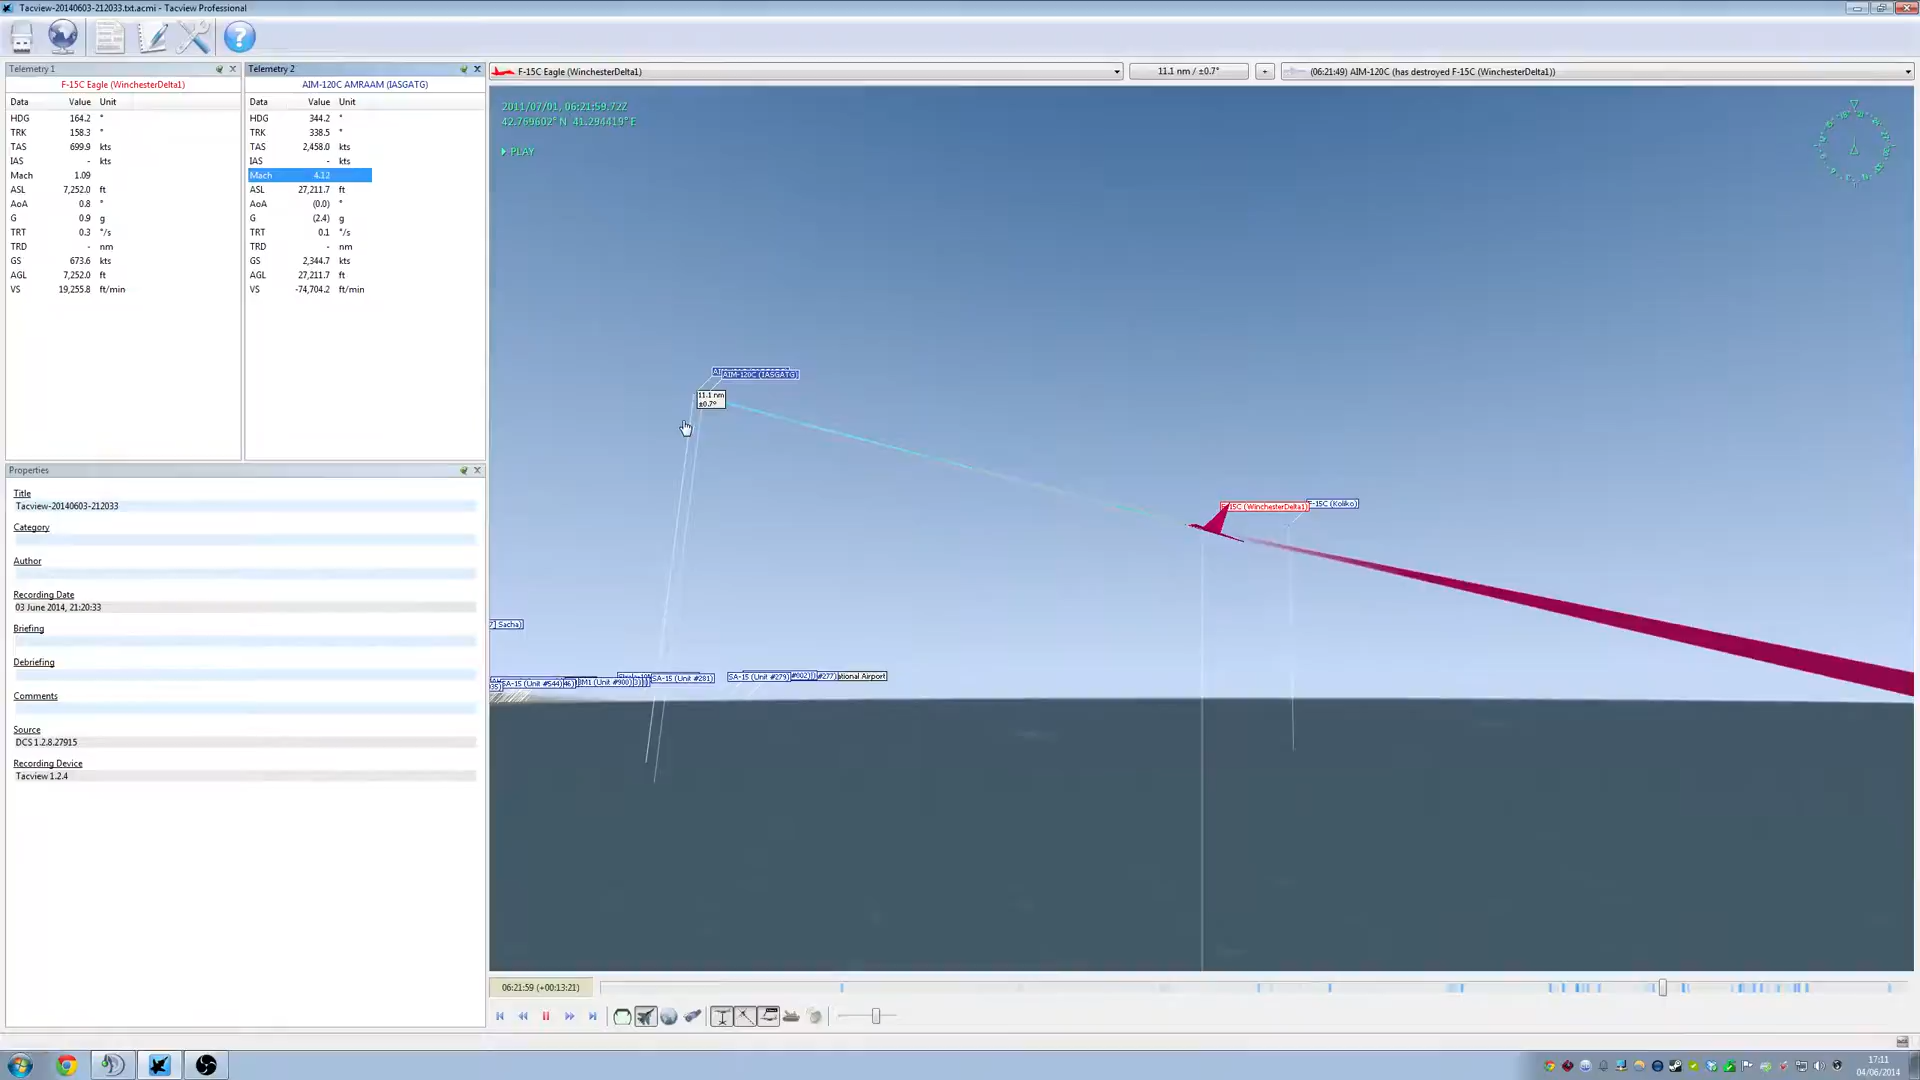 Tacview-20140603-212033.txt.acmi - Tacview Professional
Telemetry 1
F-15C Eagle (WinchesterDelta1)
Data Value Unit
HDG 164.2 °
TRK 158.3 °
TAS 699.9 kts
IAS - kts
Mach 1.09
ASL 7,252.0 ft
AoA 0.8 °
G 0.9 g
TRT 0.3 °/s
TRD - nm
GS 673.6 kts
AGL 7,252.0 ft
VS 19,255.8 ft/min
Telemetry 2
AIM-120C AMRAAM (IASGATG)
Data Value Unit
HDG 344.2 °
TRK 338.5 °
TAS 2,458.0 kts
IAS - kts
Mach 4.12
ASL 27,211.7 ft
AoA (0.0) °
G (2.4) g
TRT 0.1 °/s
TRD - nm
GS 2,344.7 kts
AGL 27,211.7 ft
VS -74,704.2 ft/min
Properties
Title
Tacview-20140603-212033
Category
Author
Recording Date
03 June 2014, 21:20:33
Briefing
Debriefing
Comments
Source
DCS 1.2.8.27915
Recording Device
Tacview 1.2.4
F-15C Eagle (WinchesterDelta1)
11.1 nm / ±0.7°
+
(06:21:49) AIM-120C (has destroyed F-15C (WinchesterDelta1))
2011/07/01, 06:21:59.72Z
42.769602° N 41.294419° E
PLAY
AIM-120C (IASGATG)
11.1 nm
±0.7°
F-15C (WinchesterDelta1)
F-15C (Koliko)
Sacha)
SA-15 (Unit #544)
BM1 (Unit #900)
SA-15 (Unit #281)
SA-15 (Unit #279)
#002)
#277)
ational Airport
06:21:59 (+00:13:21)
17:11
04/06/2014